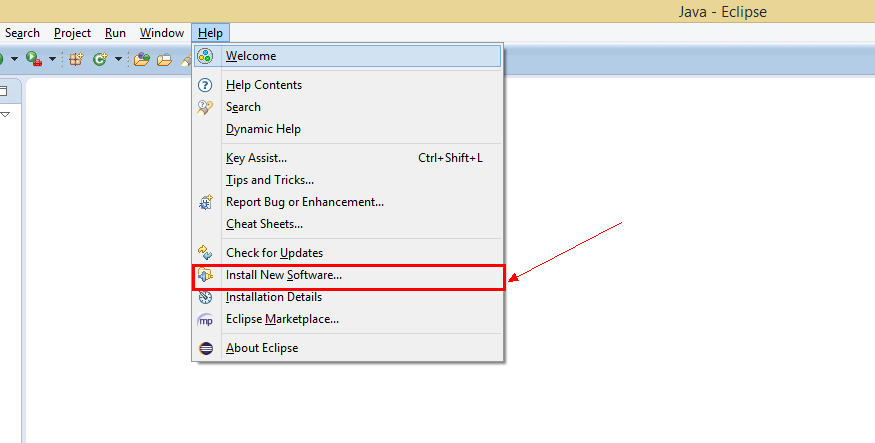 Java - Eclipse
Search Project Run Window Help
Welcome
Help Contents
Search
Dynamic Help
Key Assist... Ctrl+Shift+L
Tips and Tricks...
Report Bug or Enhancement...
Cheat Sheets...
Check for Updates
Install New Software...
Installation Details
mp Eclipse Marketplace...
About Eclipse